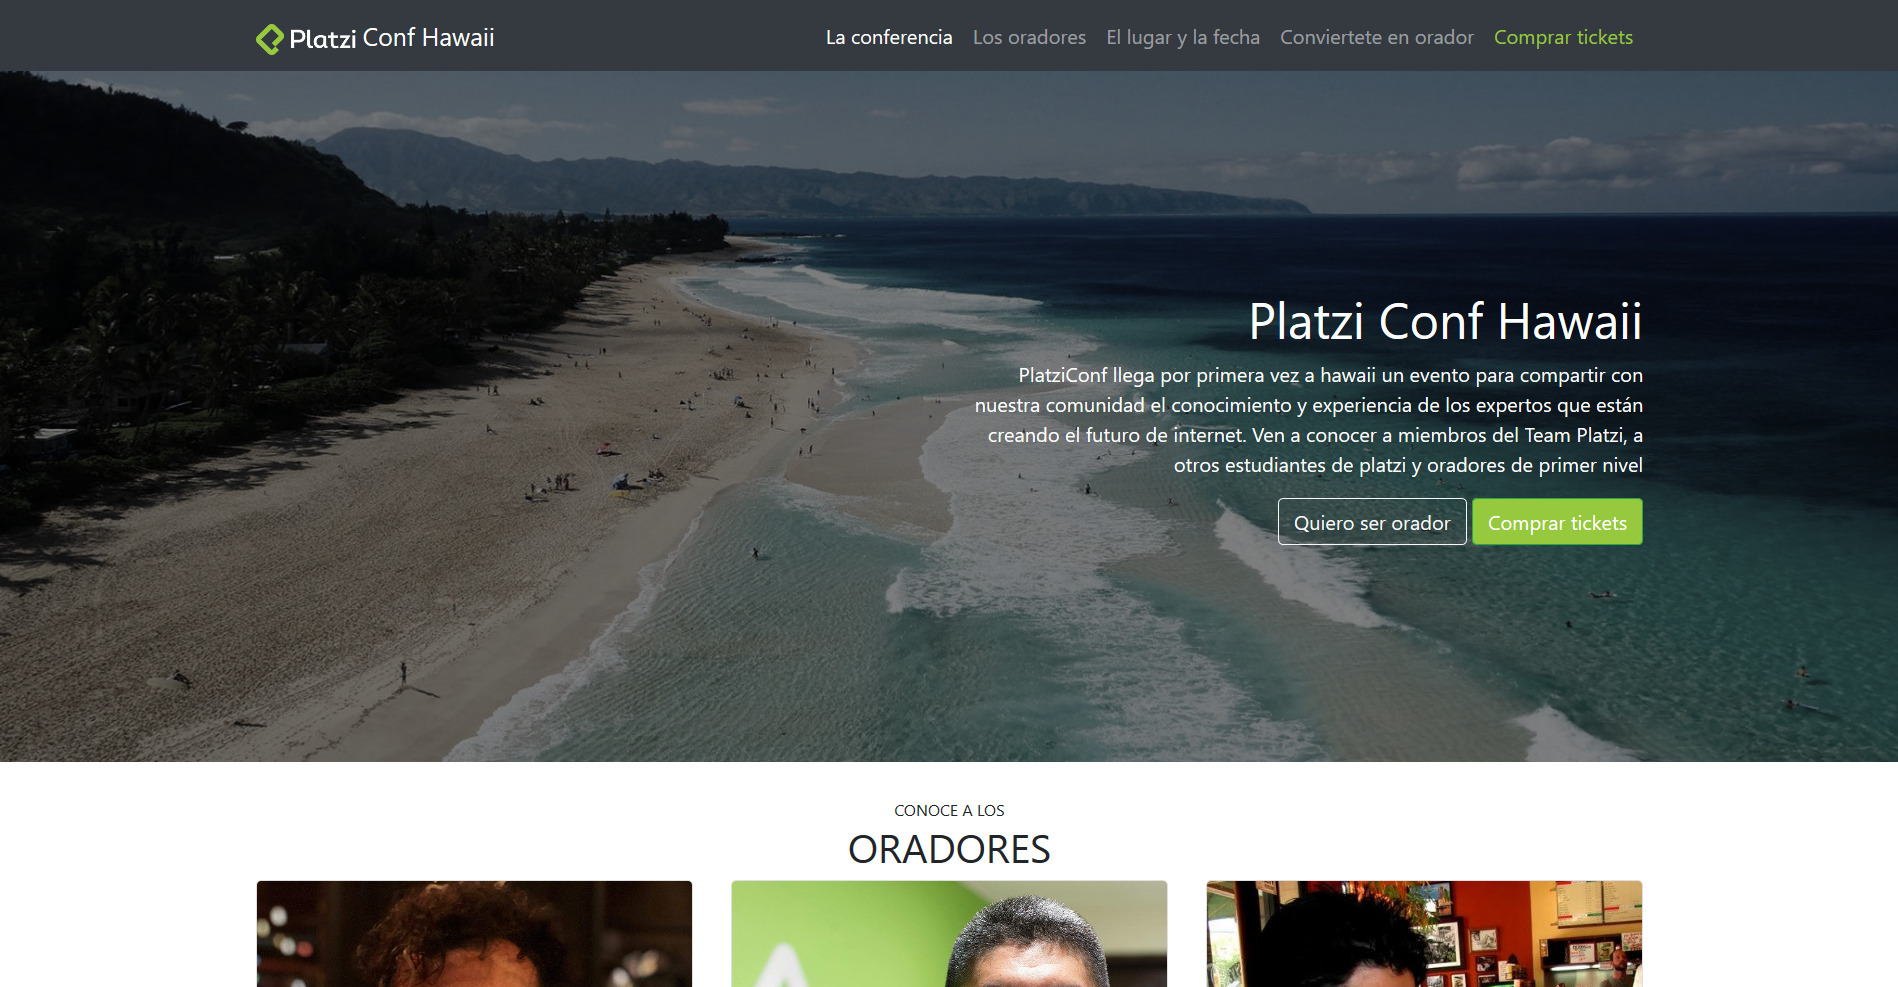 Platzi Conf Hawaii
La conferencia Los oradores El lugar y la fecha Conviertete en orador Comprar tickets
Platzi Conf Hawaii
PlatziConf llega por primera vez a hawaii un evento para compartir con
nuestra comunidad el conocimiento y experiencia de los expertos que están
creando el futuro de internet. Ven a conocer a miembros del Team Platzi, a
otros estudiantes de platzi y oradores de primer nivel
Quiero ser orador Comprar tickets
CONOCE A LOS
ORADORES